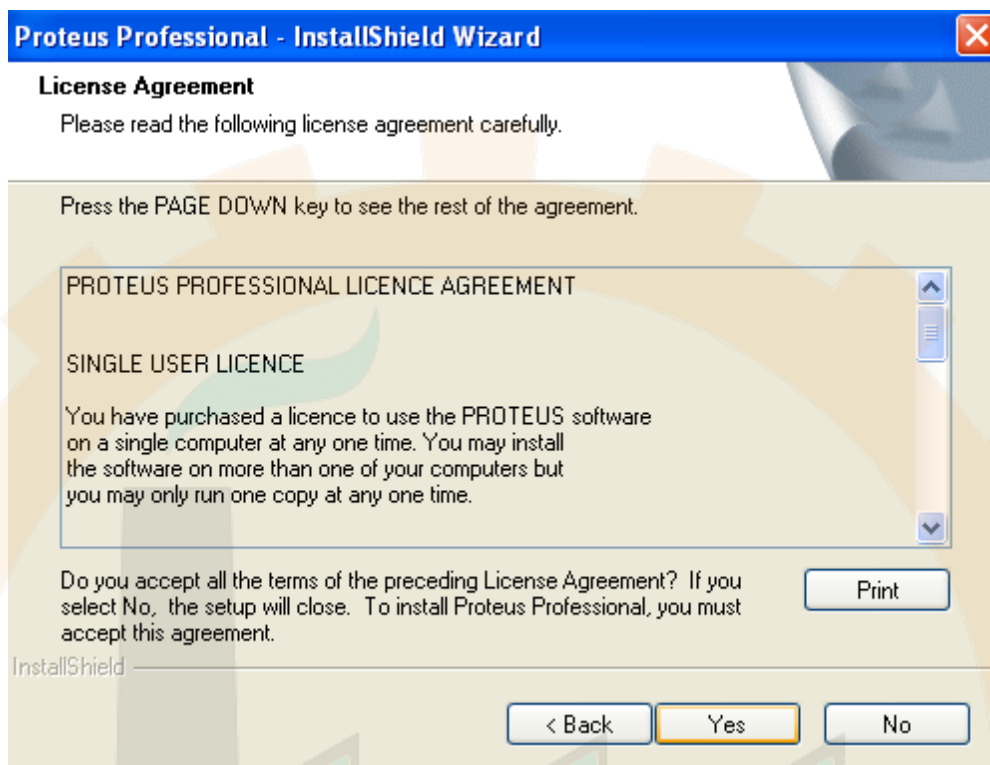 Proteus Professional - InstallShield Wizard
License Agreement
Please read the following license agreement carefully.
Press the PAGE DOWN key to see the rest of the agreement.
PROTEUS PROFESSIONAL LICENCE AGREEMENT
SINGLE USER LICENCE
You have purchased a licence to use the PROTEUS software
on a single computer at any one time. You may install
the software on more than one of your computers but
you may only run one copy at any one time.
Do you accept all the terms of the preceding License Agreement? If you
select No, the setup will close. To install Proteus Professional, you must
accept this agreement.
Print
InstallShield
< Back
Yes
No